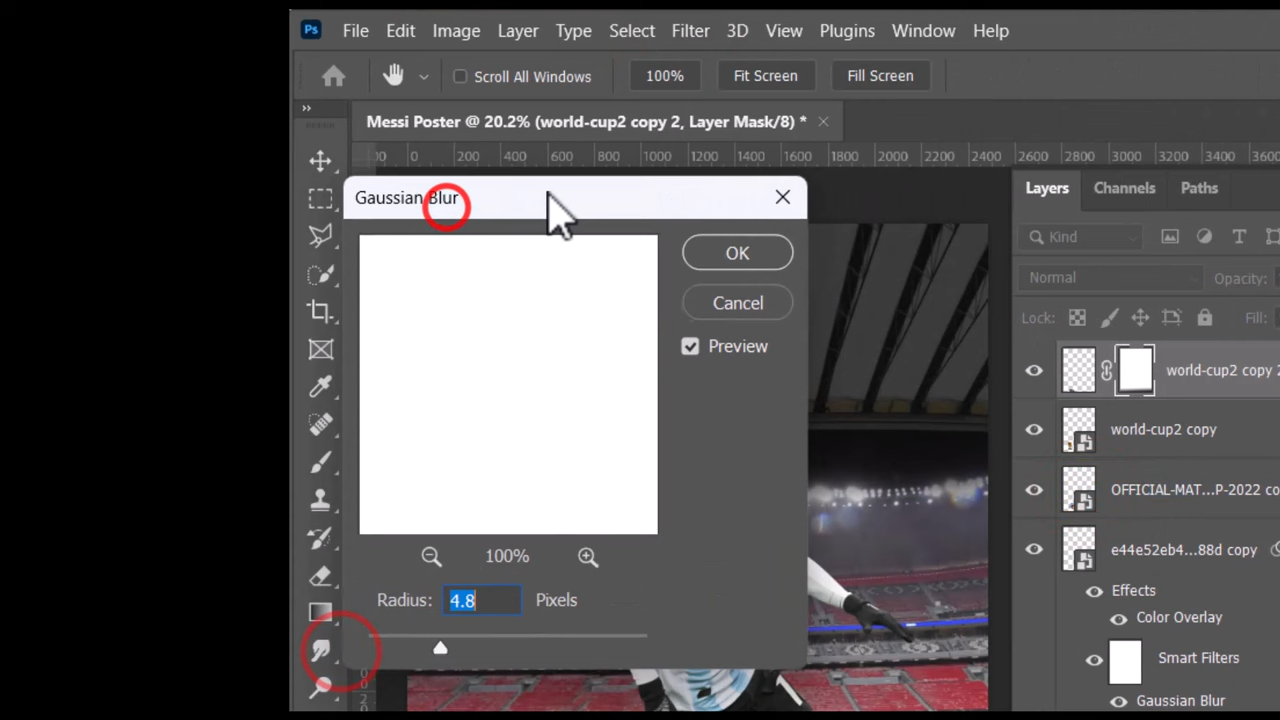 Ps File Edit Image Layer Type Select Filter 3D View Plugins Window Help
Scroll All Windows 100% Fit Screen Fill Screen
Messi Poster @ 20.2% (world-cup2 copy 2, Layer Mask/8) *
0 200 400 600 800 1000 1200 1400 1600 1800 2000 2200 2400 2600 2800 3000 3200 3400 3600
Gaussian Blur
OK
Cancel
Preview
100%
Radius: 4.8 Pixels
Layers Channels Paths
Kind
Normal Opacity:
Lock: Fill:
world-cup2 copy 2
world-cup2 copy
OFFICIAL-MAT...P-2022 co
e44e52eb4...88d copy
Effects
Color Overlay
Smart Filters
Gaussian Blur